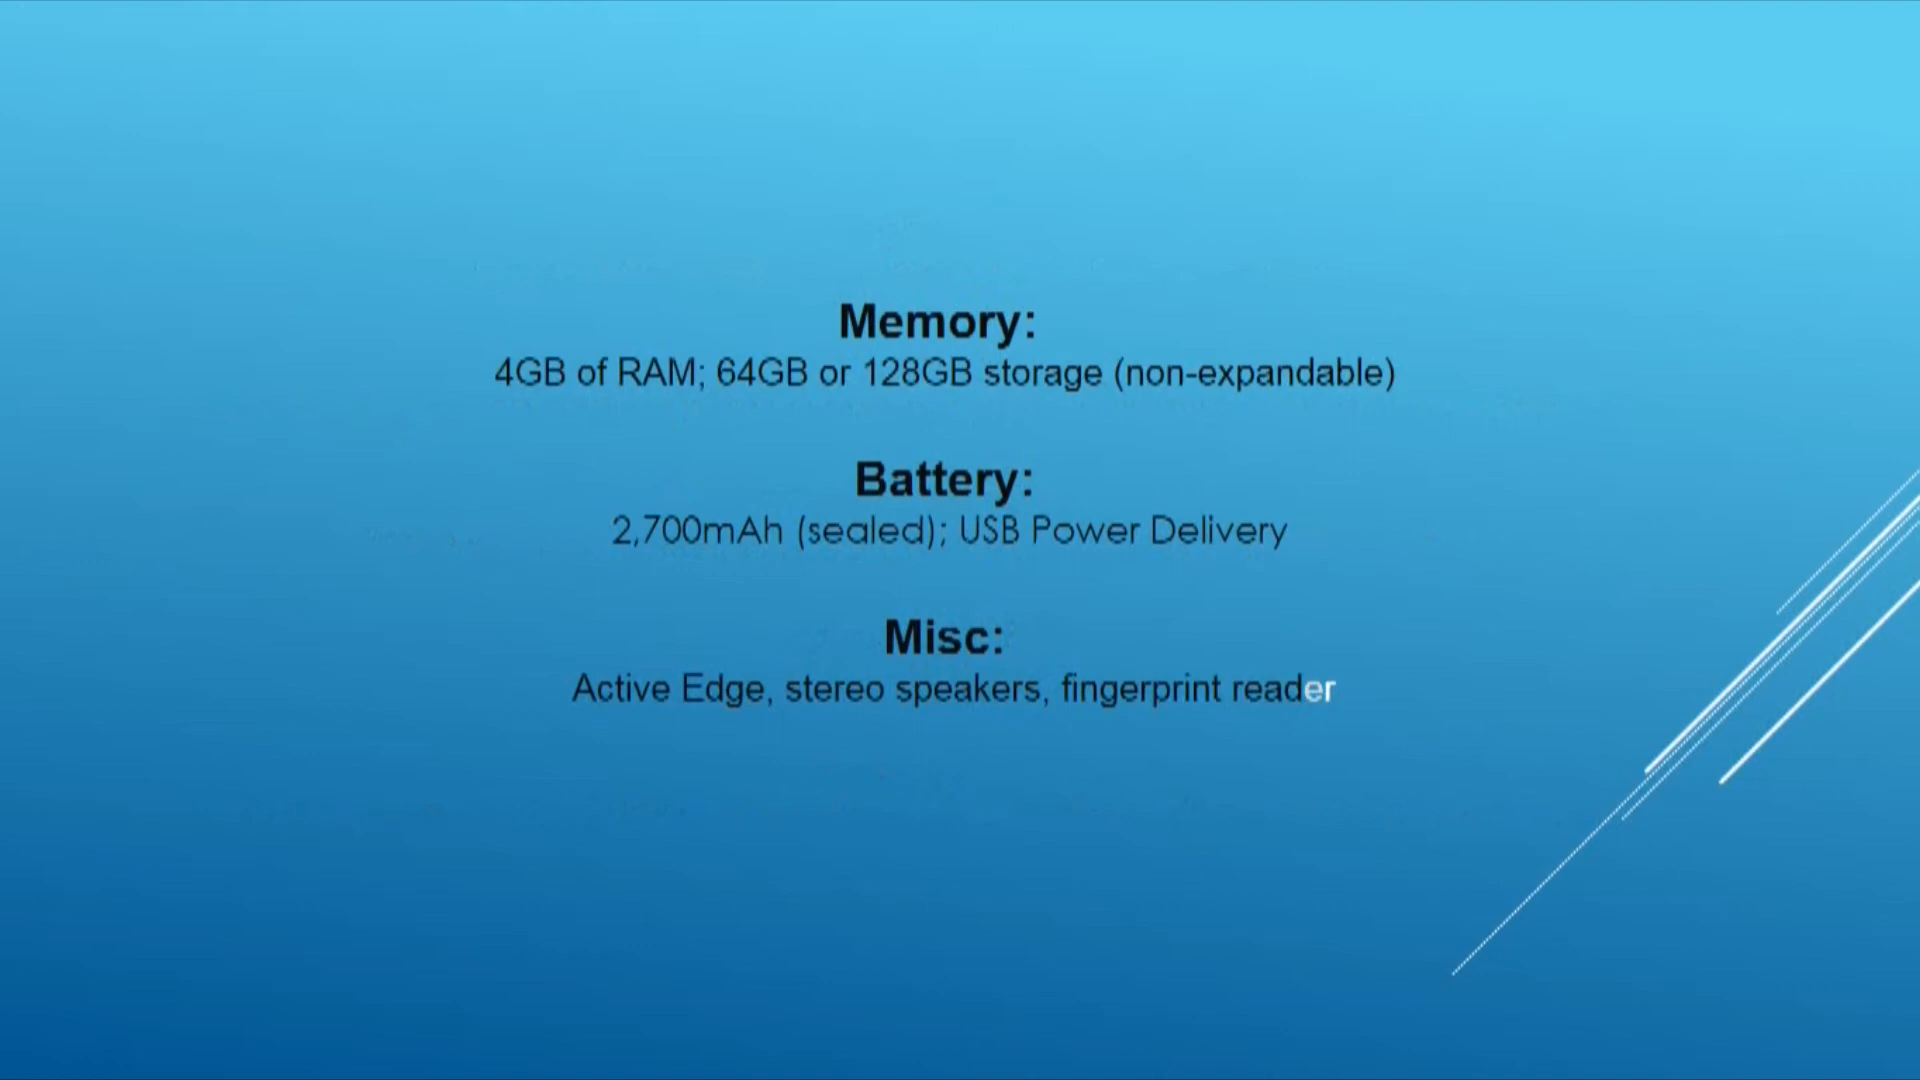 Memory:
4GB of RAM; 64GB or 128GB storage (non-expandable)
Battery:
2,700mAh (sealed); USB Power Delivery
Misc:
Active Edge, stereo speakers, fingerprint reader